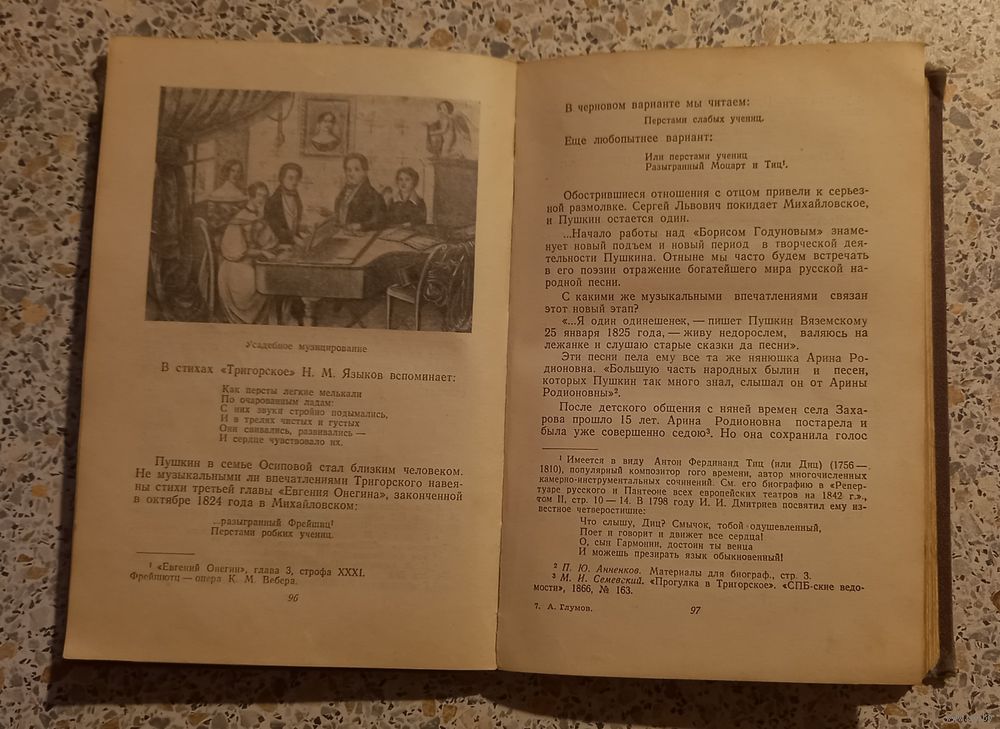 Усадебное музицирование
В стихах «Тригорское» Н. М. Языков вспоминает:
Как персты легкие мелькали
По очарованным ладам:
С них звуки стройно подымались,
И в трелях чистых и густых
Они свивались, развивались —
И сердце чувствовало их.
Пушкин в семье Осиповой стал близким человеком.
Не музыкальными ли впечатлениями Тригорского навея-
ны стихи третьей главы «Евгения Онегина», законченной
в октябре 1824 года в Михайловском:
...разыгранный Фрейшиц¹
Перстами робких учениц.
¹ «Евгений Онегин», глава 3, строфа XXXI.
Фрейшютц — опера К. М. Вебера.
96
В черновом варианте мы читаем:
Перстами слабых учениц.
Еще любопытнее вариант:
Или перстами учениц
Разыгранный Моцарт и Тиц¹.
Обострившиеся отношения с отцом привели к серьез-
ной размолвке. Сергей Львович покидает Михайловское,
и Пушкин остается один.
...Начало работы над «Борисом Годуновым» знаме-
нует новый подъем и новый период в творческой дея-
тельности Пушкина. Отныне мы часто будем встречать
в его поэзии отражение богатейшего мира русской на-
родной песни.
С какими же музыкальными впечатлениями связан
этот новый этап?
«...Я один одинешенек, — пишет Пушкин Вяземскому
25 января 1825 года, — живу недорослем, валяюсь на
лежанке и слушаю старые сказки да песни».
Эти песни пела ему все та же нянюшка Арина Ро-
дионовна. «Большую часть народных былин и песен,
которых Пушкин так много знал, слышал он от Арины
Родионовны»².
После детского общения с няней времен села Заха-
рова прошло 15 лет. Арина Родионовна постарела и
была уже совершенно седою³. Но она сохранила голос
¹ Имеется в виду Антон Фердинанд Тиц (или Диц) (1756 —
1810), популярный композитор того времени, автор многочисленных
камерно-инструментальных сочинений. См. его биографию в «Репер-
туаре русского и Пантеоне всех европейских театров на 1842 г.»,
том II, стр. 10 — 14. В 1798 году И. И. Дмитриев посвятил ему из-
вестное четверостишие:
Что слышу, Диц? Смычок, тобой одушевленный,
Поет и говорит и движет все сердца!
О, сын Гармонии, достоин ты венца
И можешь презирать язык обыкновенный!
² П. Ю. Анненков. Материалы для биограф., стр. 3.
³ М. И. Семевский. «Прогулка в Тригорское». «СПБ-ские ведо-
мости», 1866, № 163.
7. А. Глумов.
97